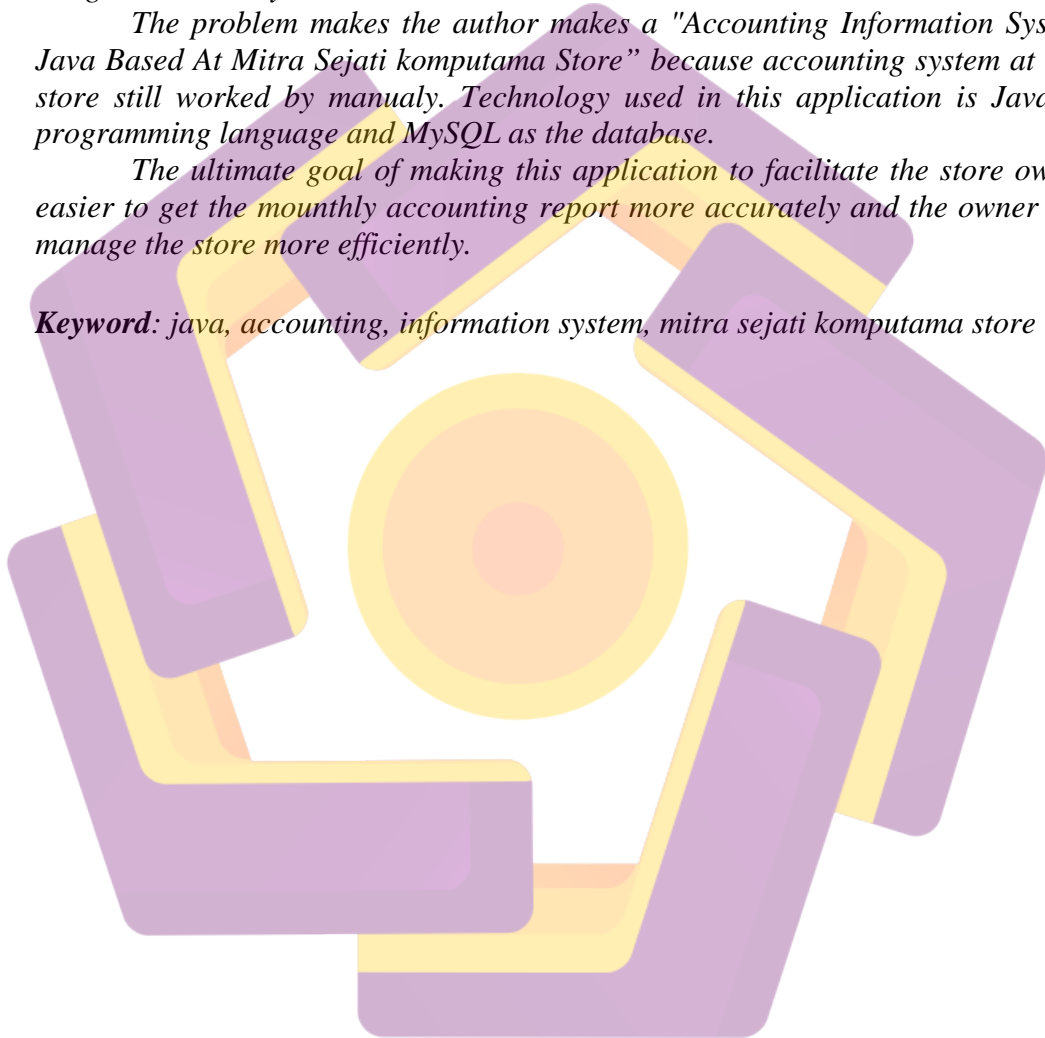 The problem makes the author makes a "Accounting Information Sys
Java Based At Mitra Sejati komputama Store” because accounting system at
store still worked by manualy. Technology used in this application is Java
programming language and MySQL as the database.
The ultimate goal of making this application to facilitate the store ow
easier to get the mounthly accounting report more accurately and the owner
manage the store more efficiently.
Keyword: java, accounting, information system, mitra sejati komputama store